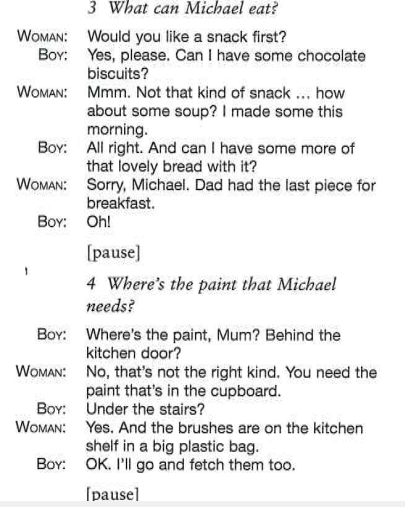 3 What can Michael eat?
WOMAN: Would you like a snack first?
BOY: Yes, please. Can I have some chocolate
biscuits?
WOMAN: Mmm. Not that kind of snack ... how
about some soup? I made some this
morning.
BOY: All right. And can I have some more of
that lovely bread with it?
WOMAN: Sorry, Michael. Dad had the last piece for
breakfast.
BOY: Oh!
[pause]
4 Where's the paint that Michael
needs?
BOY: Where's the paint, Mum? Behind the
kitchen door?
WOMAN: No, that's not the right kind. You need the
paint that's in the cupboard.
BOY: Under the stairs?
WOMAN: Yes. And the brushes are on the kitchen
shelf in a big plastic bag.
BOY: OK. I'll go and fetch them too.
[pause]